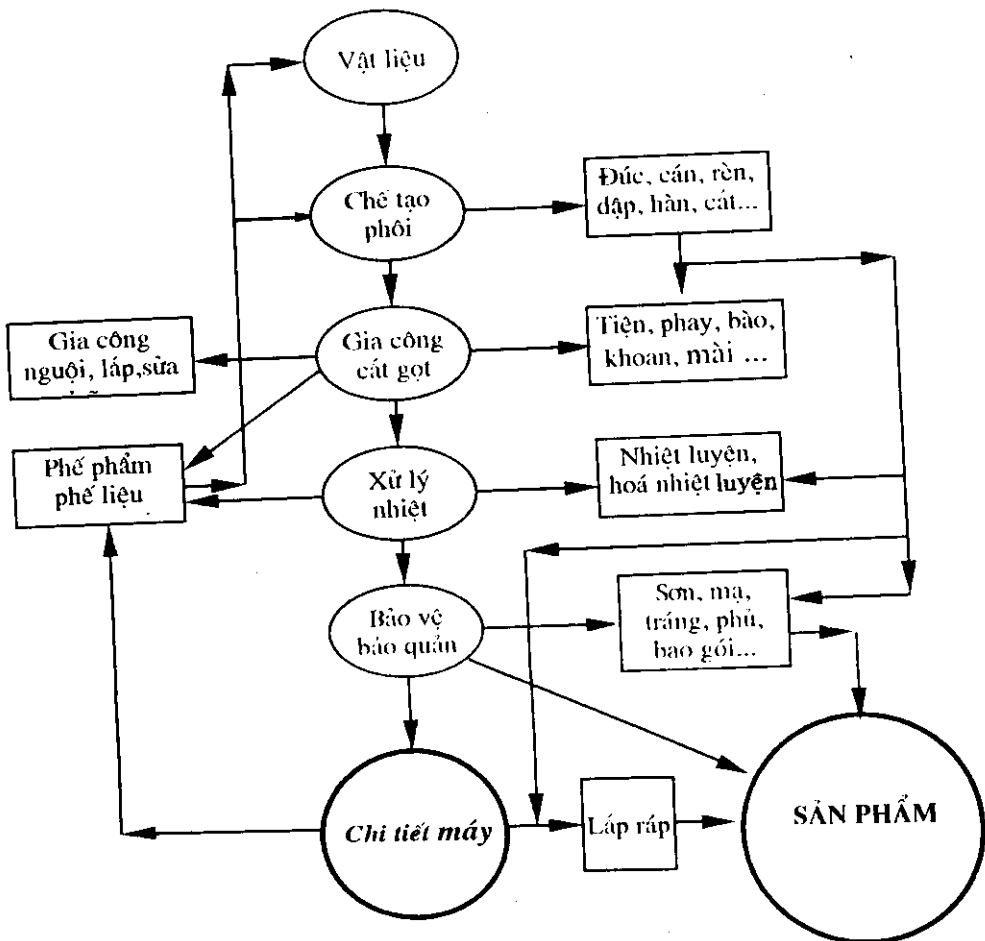 Vật liệu
Chế tạo
phôi
Đúc, cán, rèn,
dập, hàn, cắt...
Gia công
nguội, lắp,sửa
Gia công
cắt gọt
Tiện, phay, bào,
khoan, mài ...
Phế phẩm
phế liệu
Xử lý
nhiệt
Nhiệt luyện,
hoá nhiệt luyện
Bảo vệ
bảo quản
Sơn, mạ,
tráng, phủ,
bao gói...
Chi tiết máy
Lắp ráp
SẢN PHẨM